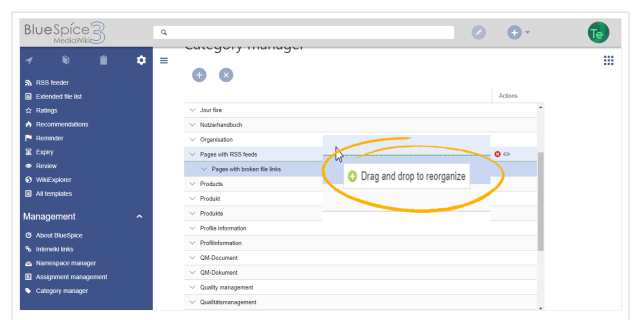 BlueSpice 3
MediaWiki
Te
Category manager
RSS feeder
Extended file list
Ratings
Recommendations
Reminder
Expiry
Review
WikiExplorer
All templates
Management
About BlueSpice
Interwiki links
Namespace manager
Assignment management
Category manager
Actions
Jour fixe
Nutzerhandbuch
Organisation
Pages with RSS feeds
Pages with broken file links
Drag and drop to reorganize
Products
Produkt
Produkte
Profile information
Profilinformation
QM-Document
QM-Dokument
Quality management
Qualitätsmanagement